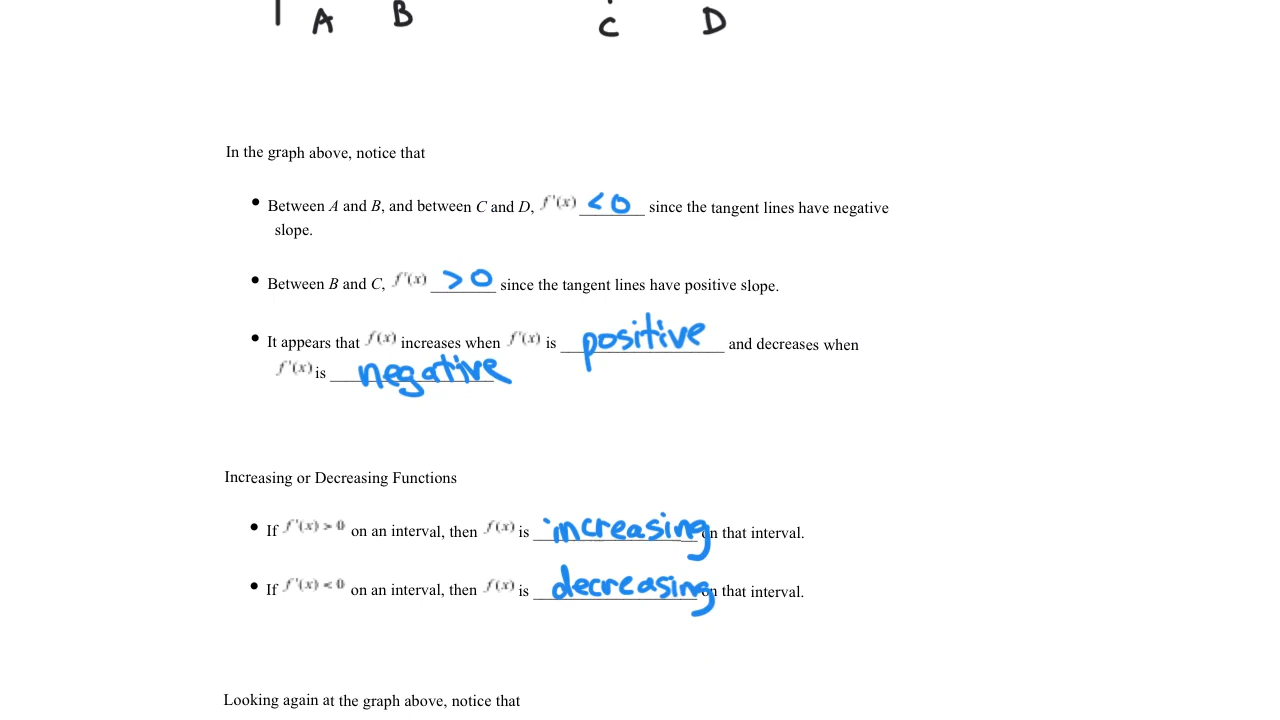 A B C D
In the graph above, notice that
• Between A and B, and between C and D, f'(x) <0 since the tangent lines have negative
slope.
• Between B and C, f'(x) >0 since the tangent lines have positive slope.
• It appears that f(x) increases when f'(x) is positive and decreases when
f'(x) is negative
Increasing or Decreasing Functions
• If f'(x) > 0 on an interval, then f(x) is increasing on that interval.
• If f'(x) < 0 on an interval, then f(x) is decreasing on that interval.
Looking again at the graph above, notice that